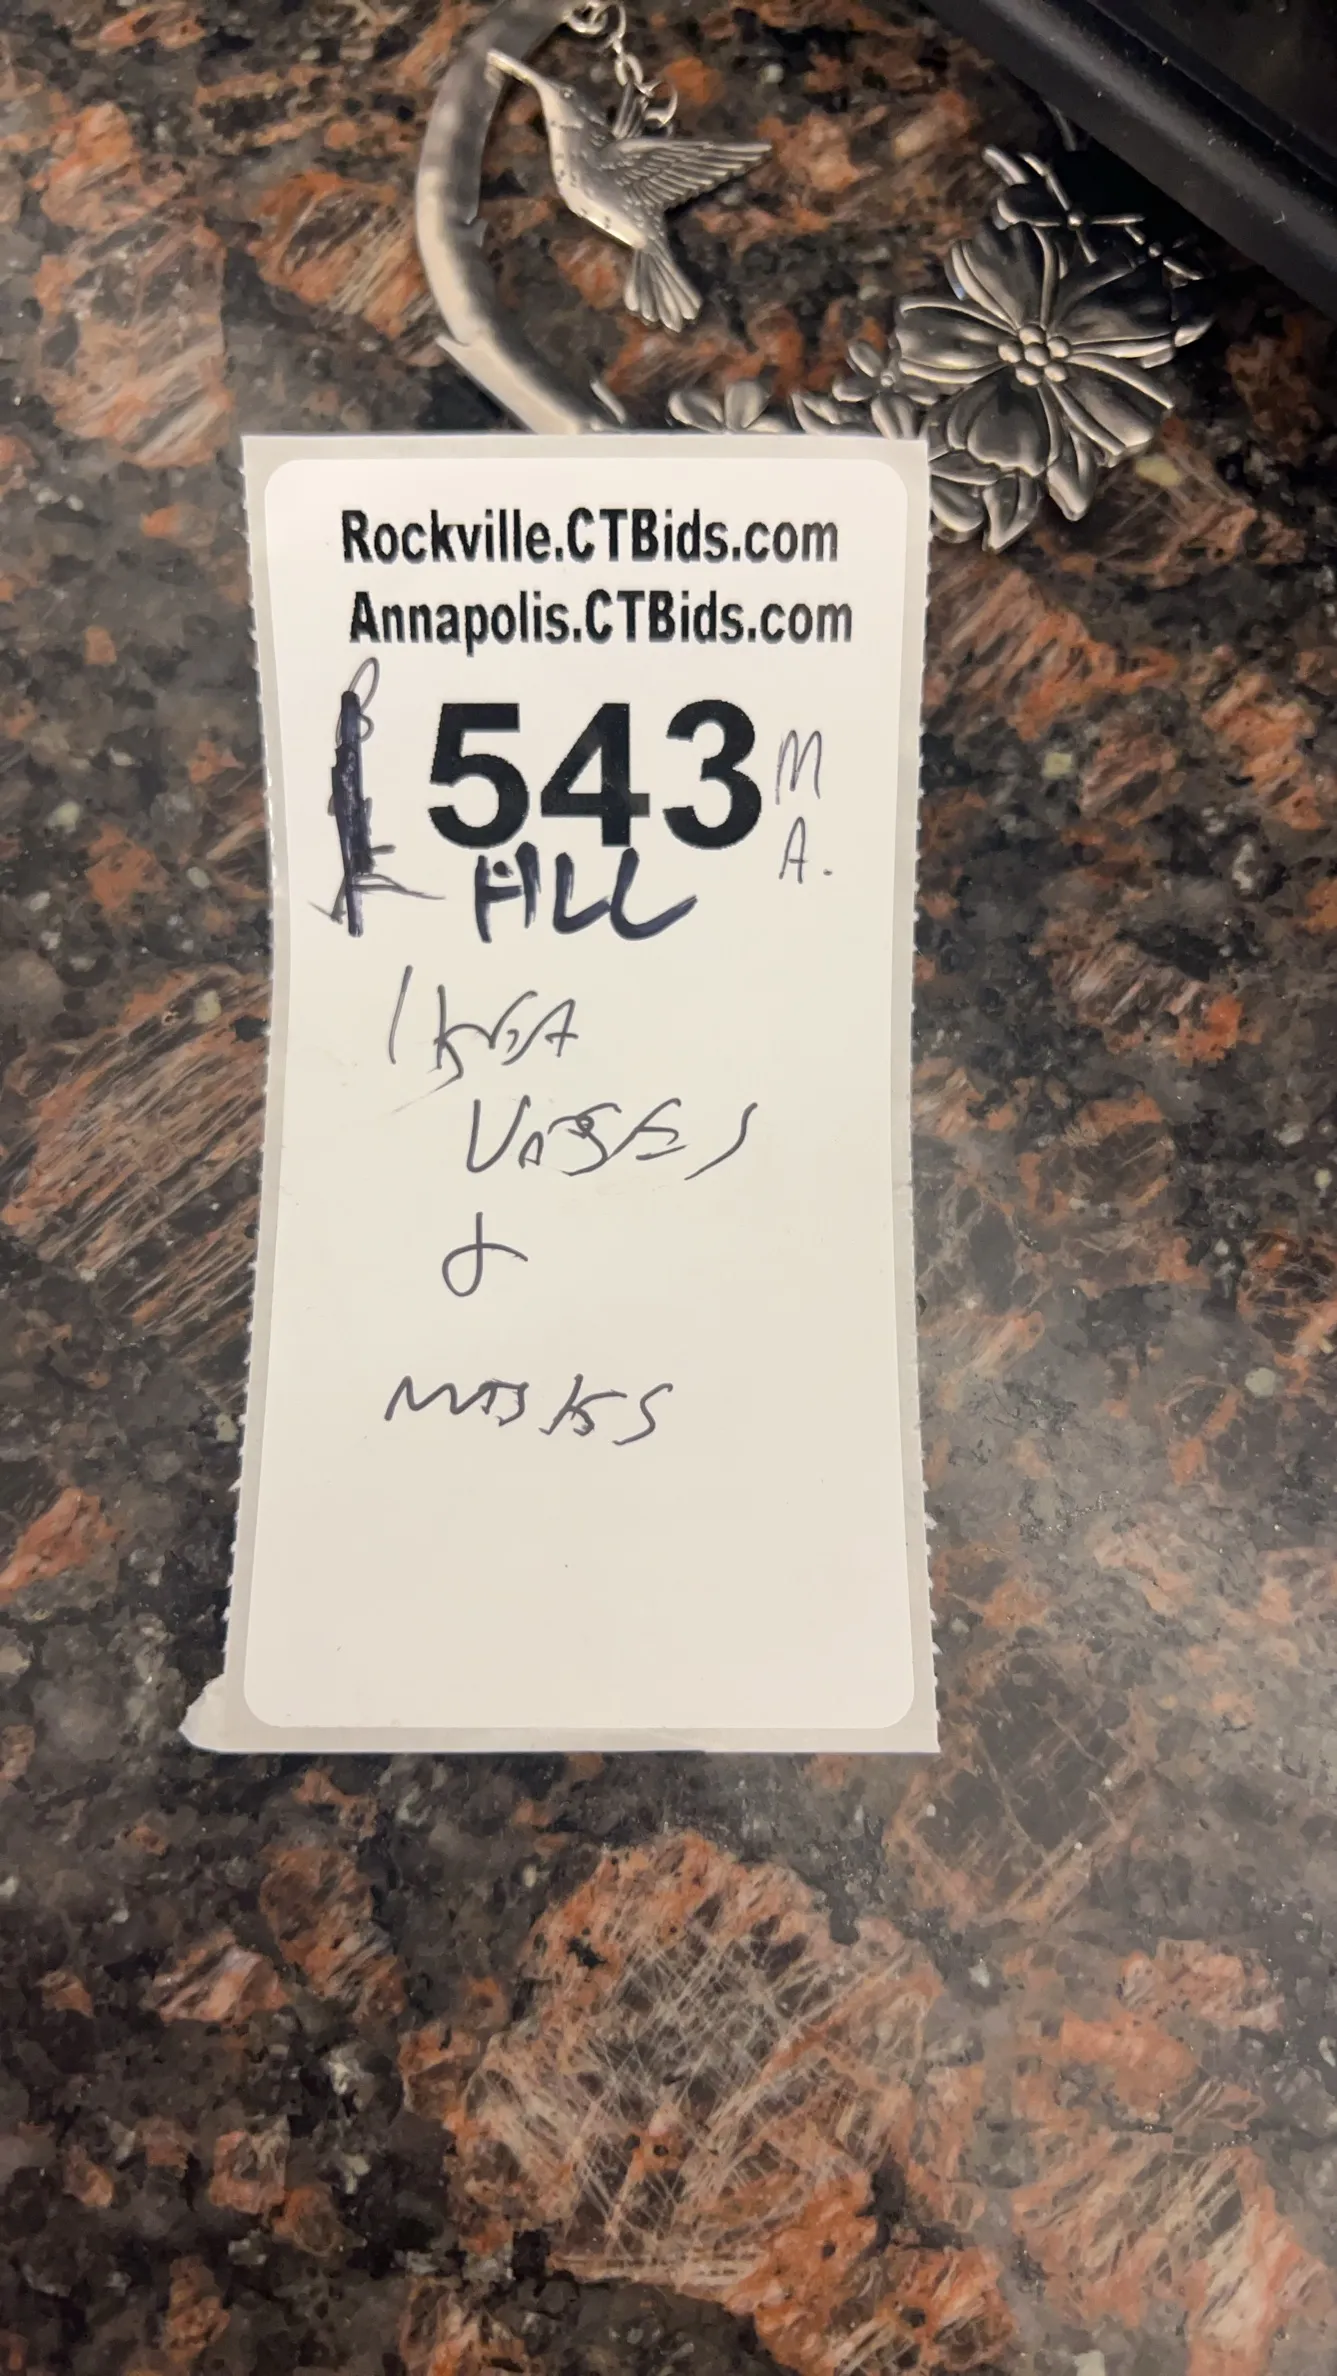 Rockville.CTBids.com
Annapolis.CTBids.com
543 M
A.
ALL
VASES
&
MASKS